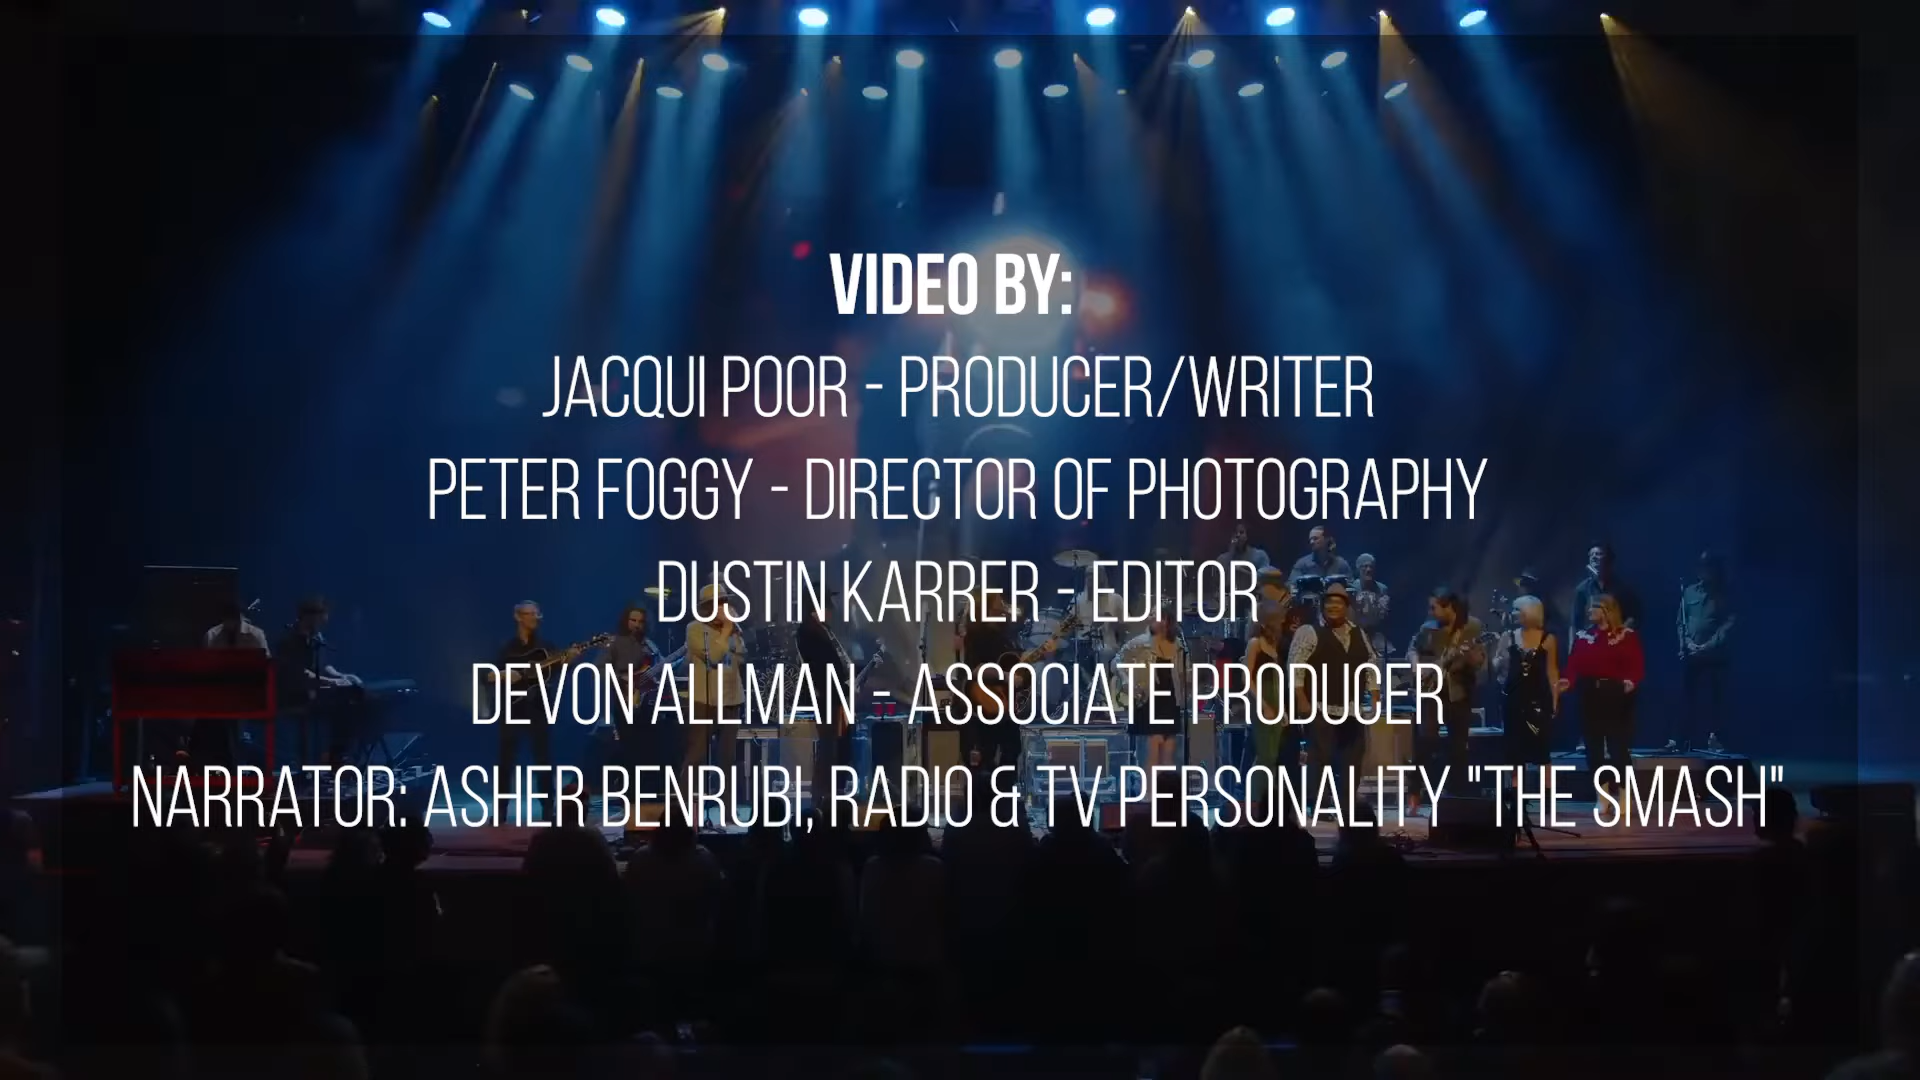 VIDEO BY:
JACQUI POOR - PRODUCER/WRITER
PETER FOGGY - DIRECTOR OF PHOTOGRAPHY
DUSTIN KARRER - EDITOR
DEVON ALLMAN - ASSOCIATE PRODUCER
NARRATOR: ASHER BENRUBI, RADIO & TV PERSONALITY "THE SMASH"